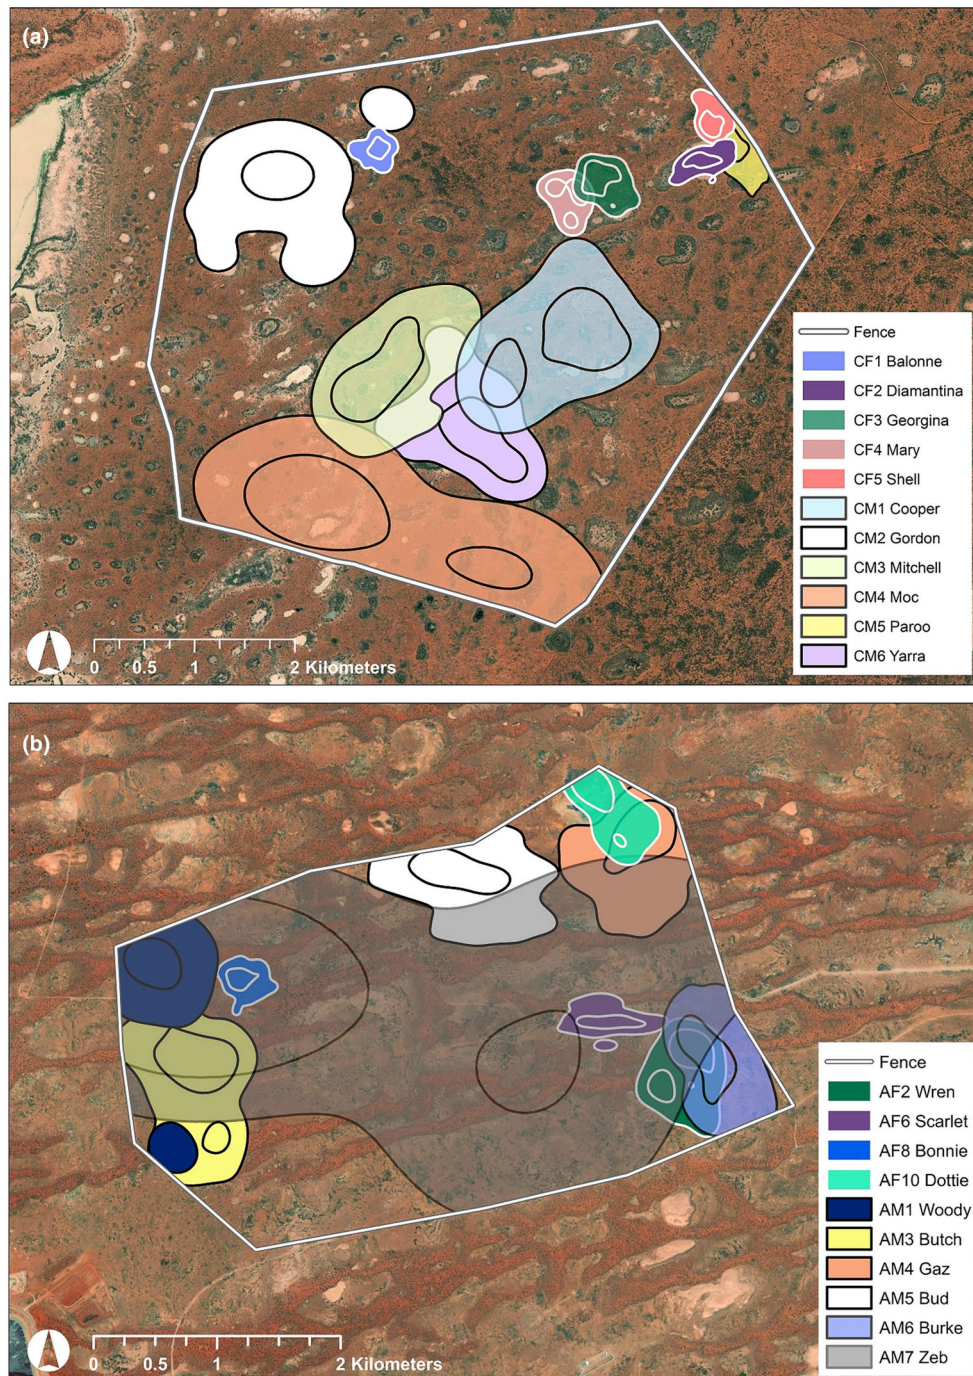 (a)
Fence
CF1 Balonne
CF2 Diamantina
CF3 Georgina
CF4 Mary
CF5 Shell
CM1 Cooper
CM2 Gordon
CM3 Mitchell
CM4 Moc
CM5 Paroo
CM6 Yarra
0 0.5 1 2 Kilometers
(b)
Fence
AF2 Wren
AF6 Scarlet
AF8 Bonnie
AF10 Dottie
AM1 Woody
AM3 Butch
AM4 Gaz
AM5 Bud
AM6 Burke
AM7 Zeb
0 0.5 1 2 Kilometers